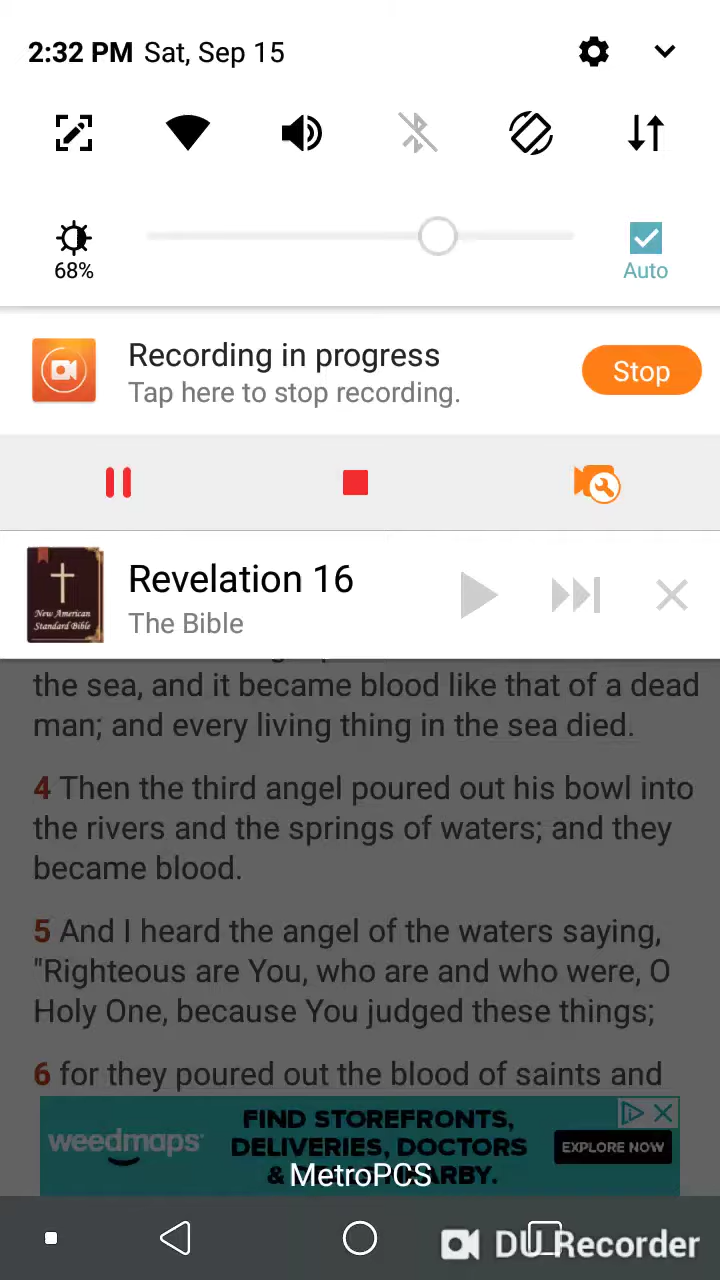 2:32 PM Sat, Sep 15
68%
Auto
Recording in progress
Tap here to stop recording.
Stop
New American
Standard Bible
Revelation 16
The Bible
the sea, and it became blood like that of a dead
man; and every living thing in the sea died.
4 Then the third angel poured out his bowl into
the rivers and the springs of waters; and they
became blood.
5 And I heard the angel of the waters saying,
"Righteous are You, who are and who were, O
Holy One, because You judged these things;
6 for they poured out the blood of saints and
weedmaps
FIND STOREFRONTS,
DELIVERIES, DOCTORS
&
EXPLORE NOW
MetroPCS
DU Recorder